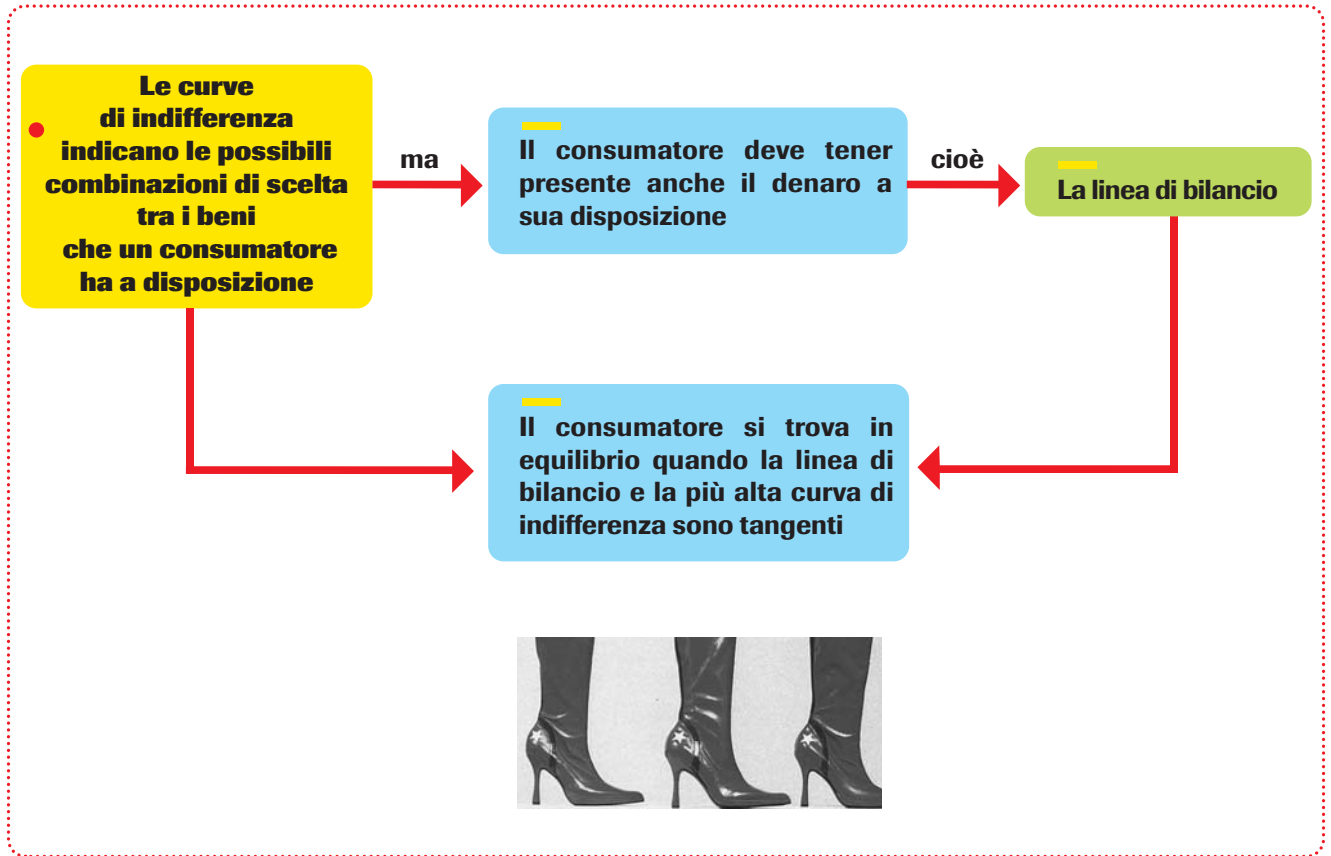 Le curve
di indifferenza
indicano le possibili
combinazioni di scelta
tra i beni
che un consumatore
ha a disposizione
ma
Il consumatore deve tener
presente anche il denaro a
sua disposizione
cioè
La linea di bilancio
Il consumatore si trova in
equilibrio quando la linea di
bilancio e la più alta curva di
indifferenza sono tangenti